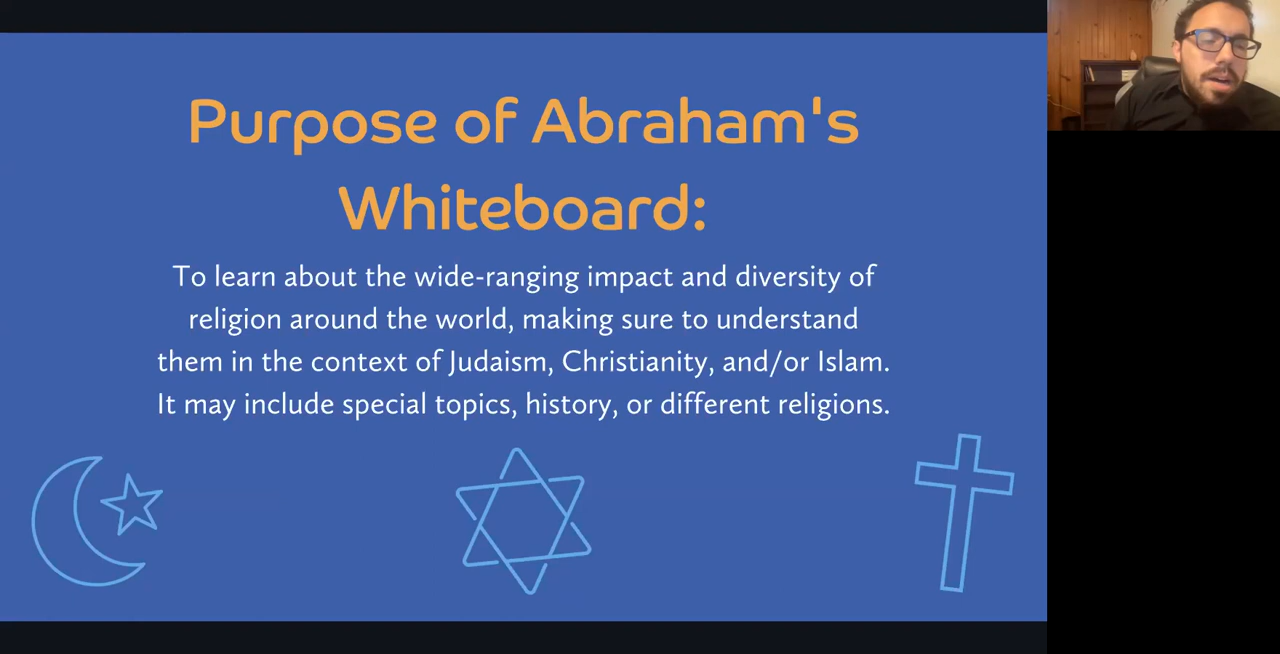 Purpose of Abraham's
Whiteboard:
To learn about the wide-ranging impact and diversity of
religion around the world, making sure to understand
them in the context of Judaism, Christianity, and/or Islam.
It may include special topics, history, or different religions.